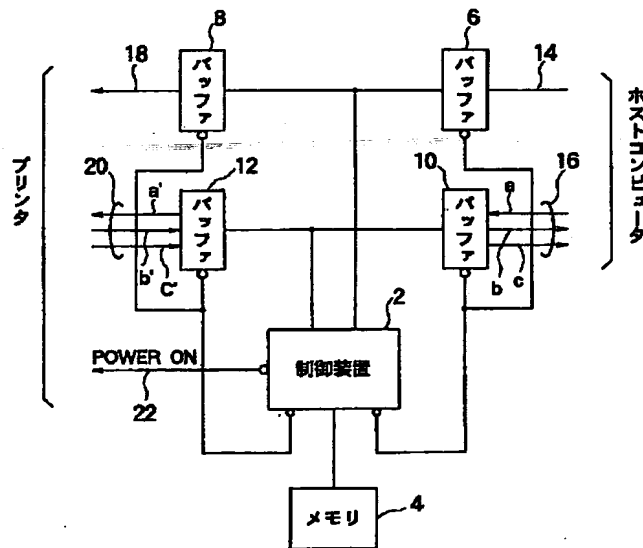 8
6
18
14
バッファ
バッファ
プリンタ
ホストコンピュータ
20
12
10
16
a'
b'
C'
バッファ
バッファ
a
b
c
2
POWER ON
22
制御装置
メモリ
4